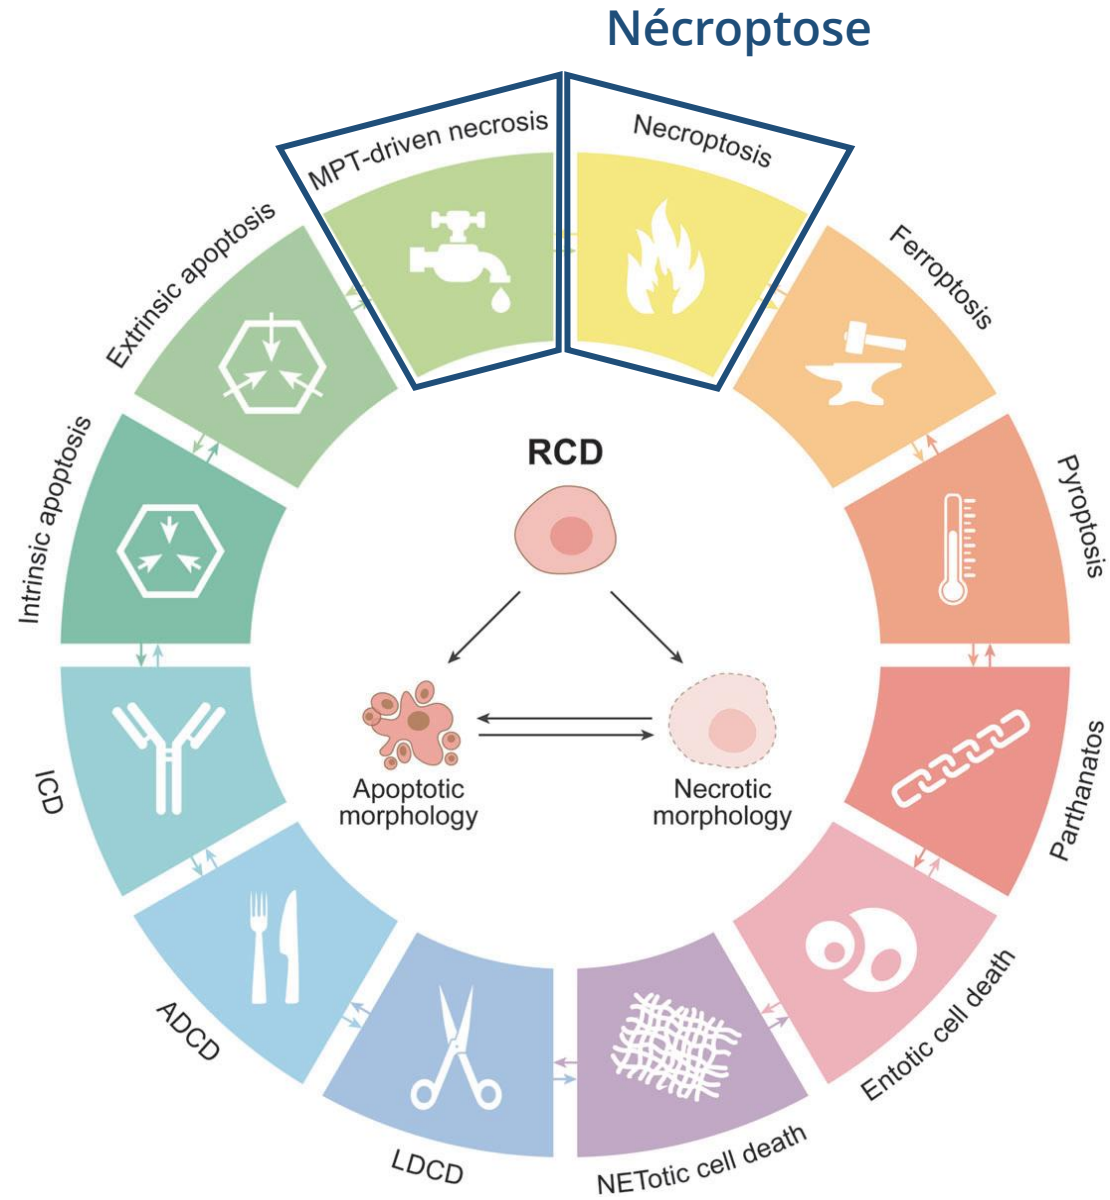 Nécroptose
MPT-driven necrosis
Necroptosis
Ferroptosis
Pyroptosis
Parthanatos
Entotic cell death
NETotic cell death
LDCD
ADCD
ICD
Intrinsic apoptosis
Extrinsic apoptosis
RCD
Apoptotic
morphology
Necrotic
morphology